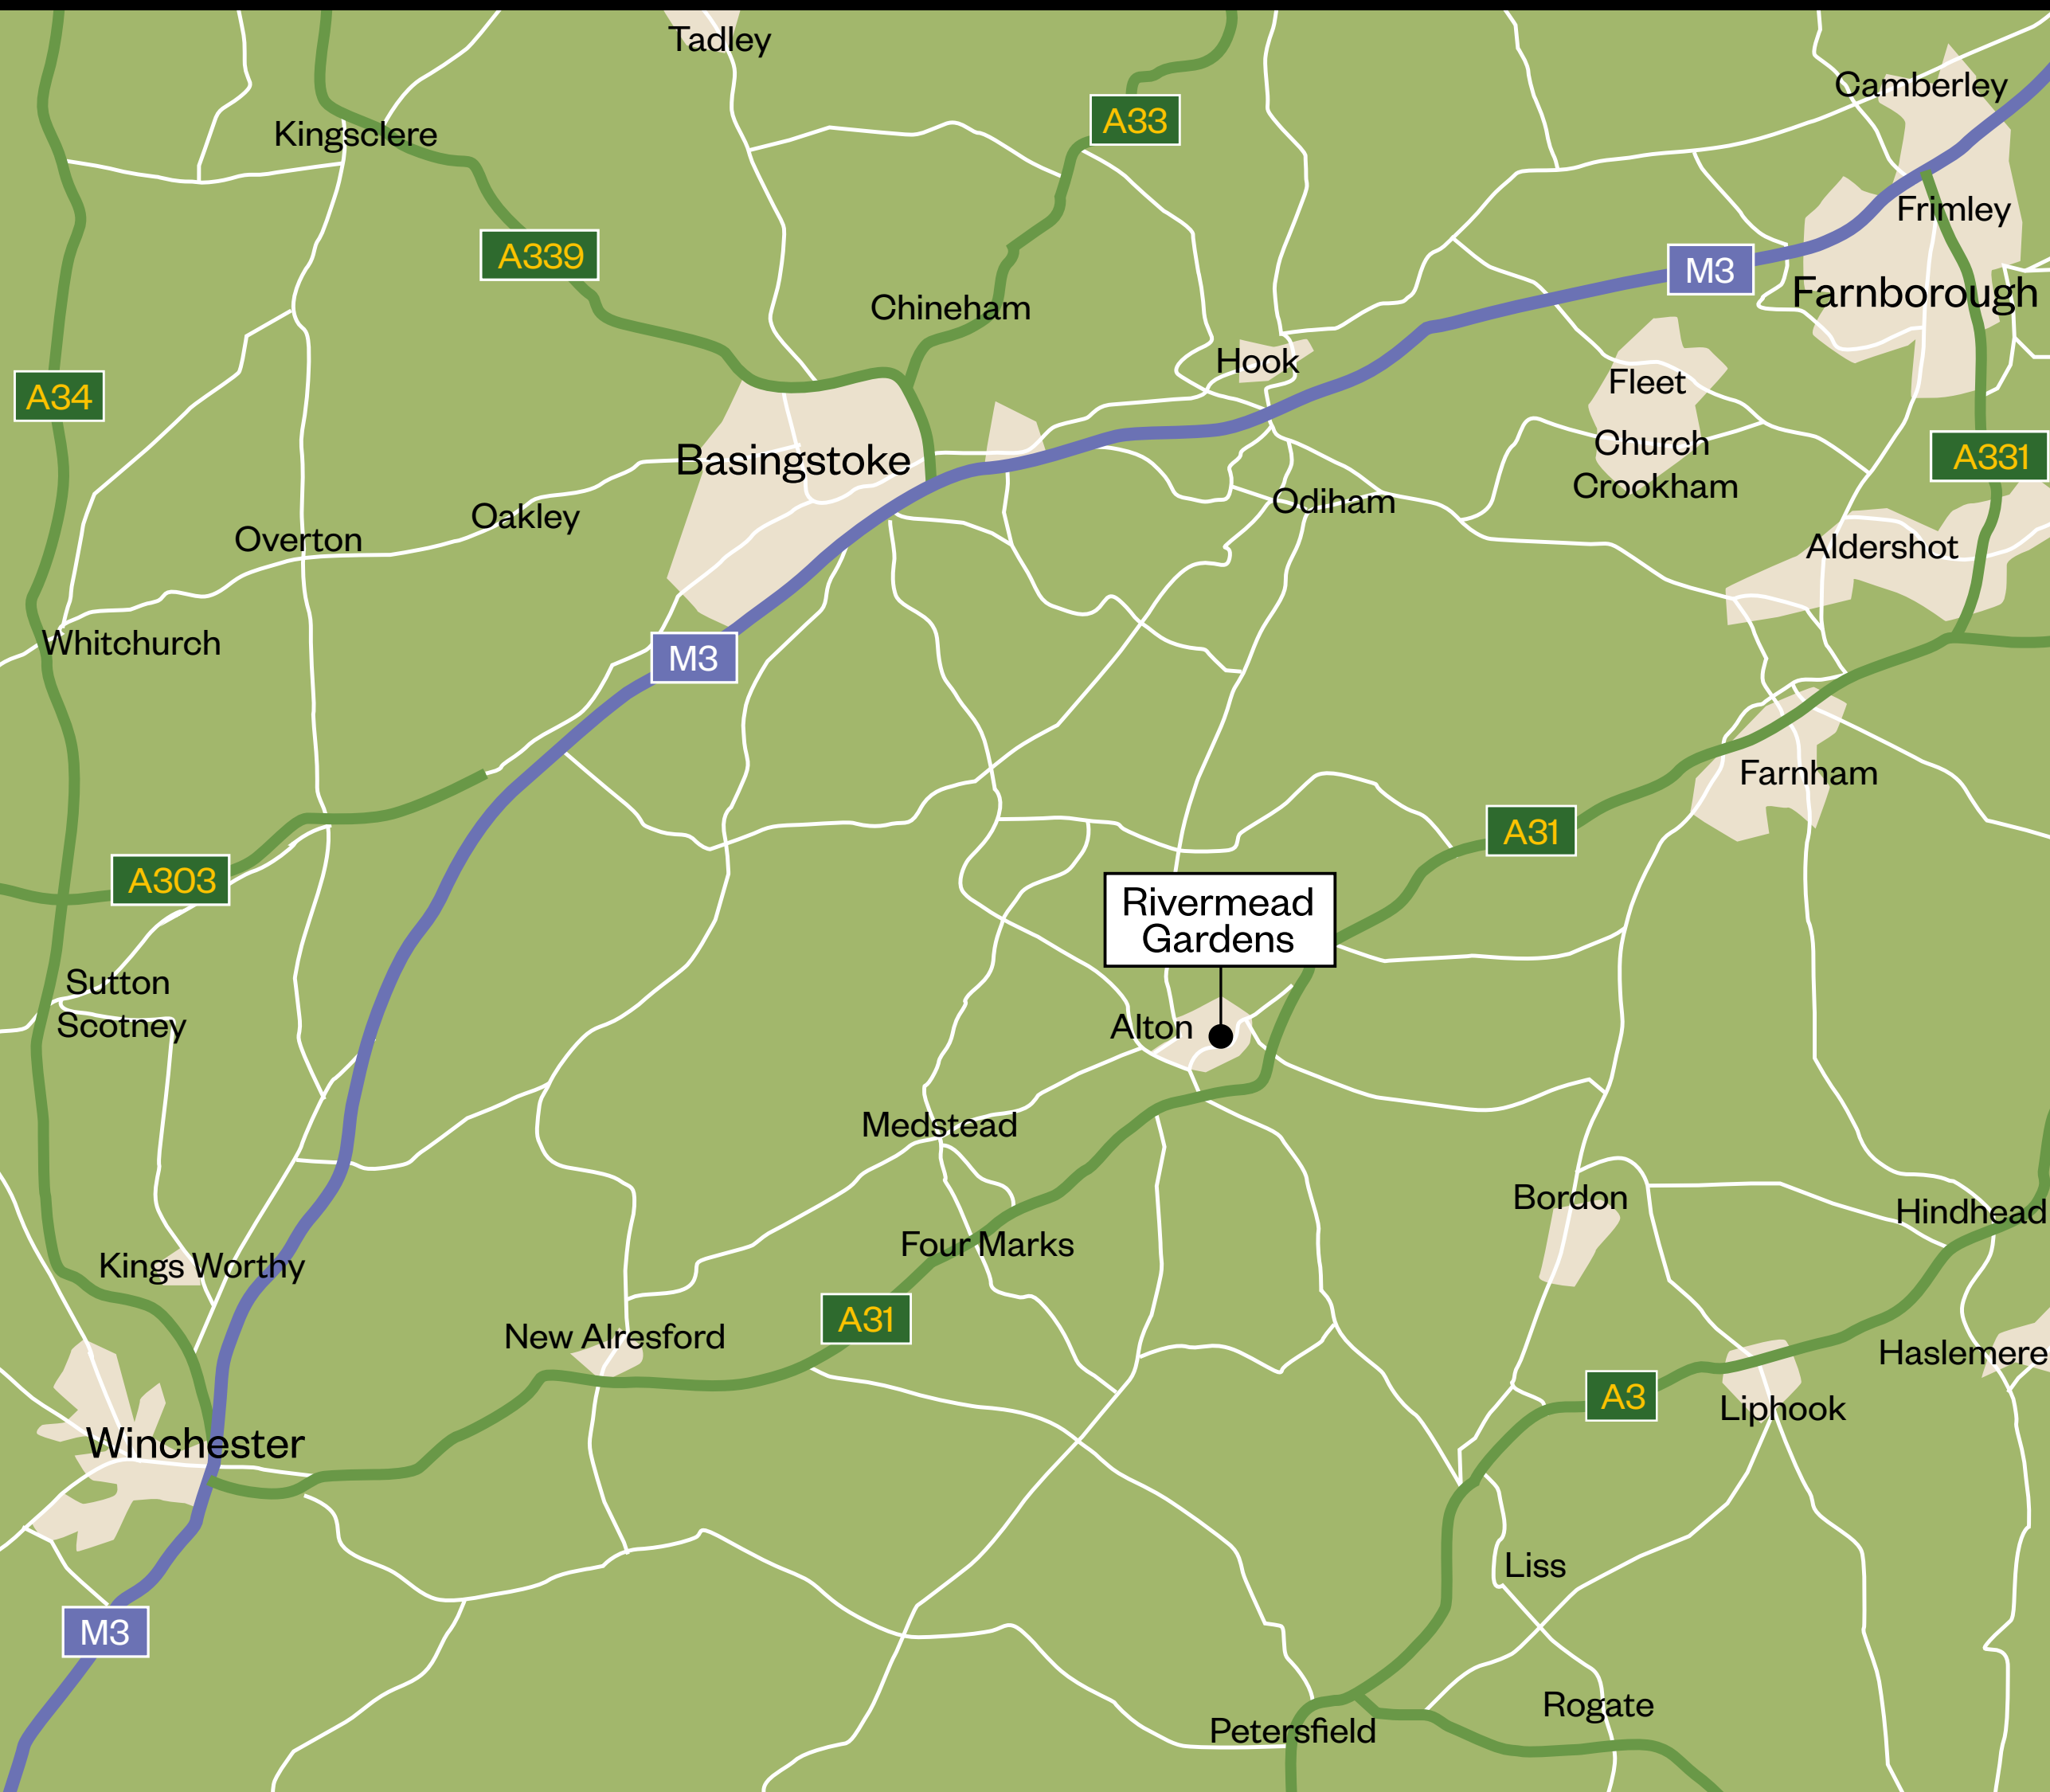 Tadley
Camberley
A33
Kingsclere
Frimley
A339
M3
Farnborough
Chineham
Hook
Fleet
A34
Church
Crookham
Basingstoke
A331
Odiham
Oakley
Overton
Aldershot
Whitchurch
M3
Farnham
A31
A303
Rivermead
Gardens
Sutton
Scotney
Alton
Medstead
Bordon
Hindhead
Four Marks
Kings Worthy
A31
New Alresford
Haslemere
A3
Liphook
Winchester
Liss
M3
Rogate
Petersfield